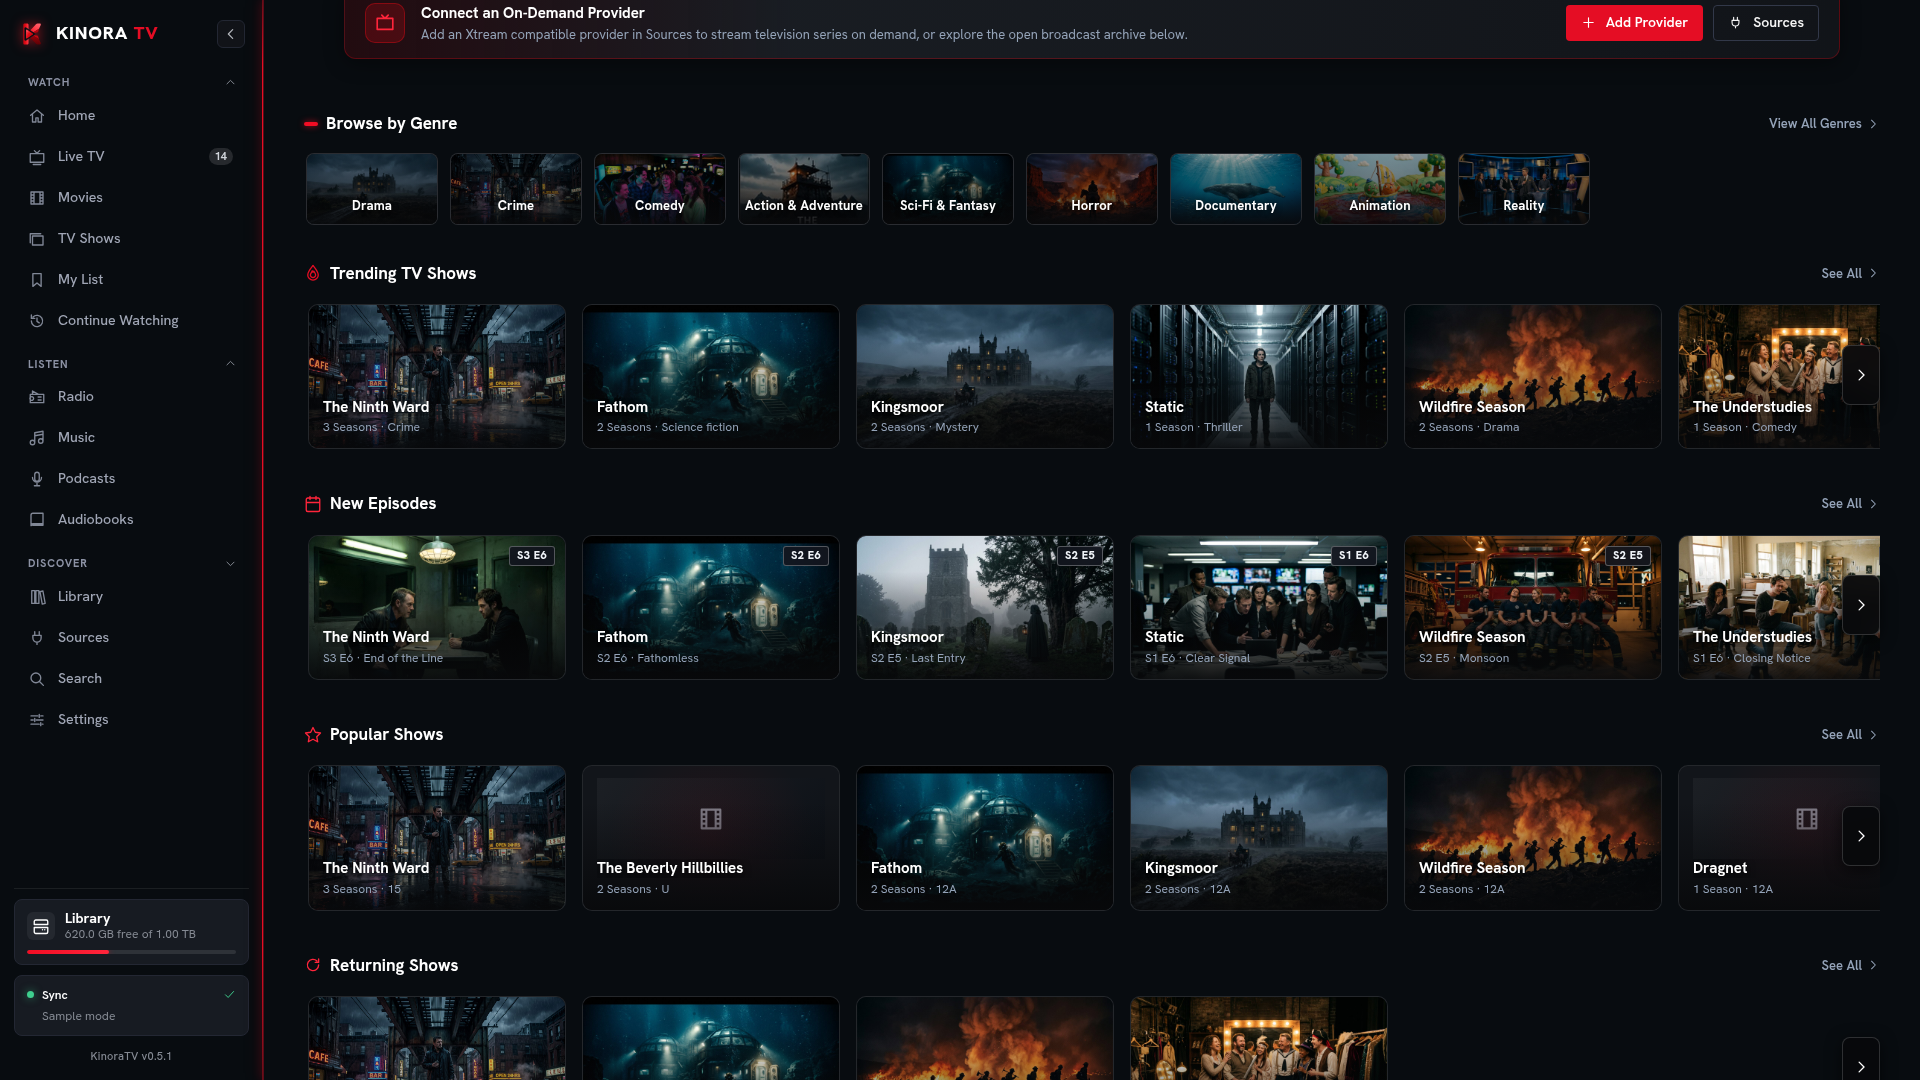 KINORA TV
WATCH
Home
Live TV
14
Movies
TV Shows
My List
Continue Watching
LISTEN
Radio
Music
Podcasts
Audiobooks
DISCOVER
Library
Sources
Search
Settings
Library
620.0 GB free of 1.00 TB
Sync
Sample mode
KinoraTV v0.5.1
Connect an On-Demand Provider
Add an Xtream compatible provider in Sources to stream television series on demand, or explore the open broadcast archive below.
Add Provider
Sources
Browse by Genre
View All Genres
Drama
Crime
Comedy
Action & Adventure
Sci-Fi & Fantasy
Horror
Documentary
Animation
Reality
Trending TV Shows
See All
The Ninth Ward
3 Seasons · Crime
Fathom
2 Seasons · Science fiction
Kingsmoor
2 Seasons · Mystery
Static
1 Season · Thriller
Wildfire Season
2 Seasons · Drama
The Understudies
1 Season · Comedy
New Episodes
See All
S3 E6
The Ninth Ward
S3 E6 · End of the Line
S2 E6
Fathom
S2 E6 · Fathomless
S2 E5
Kingsmoor
S2 E5 · Last Entry
S1 E6
Static
S1 E6 · Clear Signal
S2 E5
Wildfire Season
S2 E5 · Monsoon
The Understudies
S1 E6 · Closing Notice
Popular Shows
See All
The Ninth Ward
3 Seasons · 15
The Beverly Hillbillies
2 Seasons · U
Fathom
2 Seasons · 12A
Kingsmoor
2 Seasons · 12A
Wildfire Season
2 Seasons · 12A
Dragnet
1 Season · 12A
Returning Shows
See All